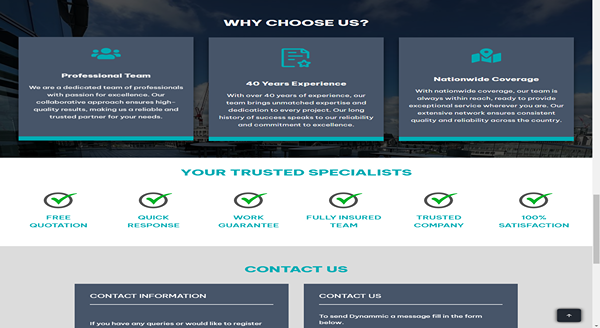 WHY CHOOSE US?
Professional Team
We are a dedicated team of professionals
with passion for excellence. Our
collaborative approach ensures high-
quality results, making us a reliable and
trusted partner for your needs.
40 Years Experience
With over 40 years of experience, our
team brings unmatched expertise and
dedication to every project. Our long
history of success speaks to our reliability
and commitment to excellence.
Nationwide Coverage
With nationwide coverage, our team is
always within reach, ready to provide
exceptional service wherever you are. Our
extensive network ensures consistent
quality and reliability across the country.
YOUR TRUSTED SPECIALISTS
FREE
QUOTATION
QUICK
RESPONSE
WORK
GUARANTEE
FULLY INSURED
TEAM
TRUSTED
COMPANY
100%
SATISFACTION
CONTACT US
CONTACT INFORMATION
If you have any queries or would like to register
CONTACT US
To send Dynammic a message fill in the form
below.